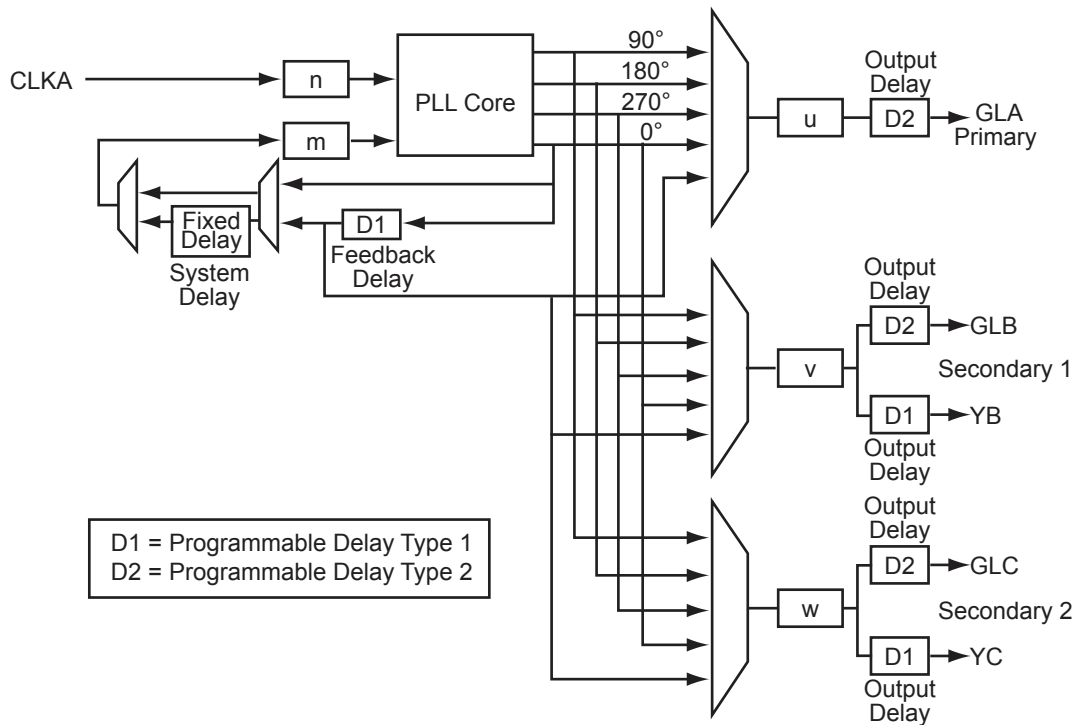 CLKA
n
m
PLL Core
90°
180°
270°
0°
Fixed
Delay
System
Delay
D1
Feedback
Delay
u
Output
Delay
D2
GLA
Primary
v
Output
Delay
D2
GLB
Secondary 1
D1
YB
Output
Delay
w
Output
Delay
D2
GLC
Secondary 2
D1
YC
Output
Delay
D1 = Programmable Delay Type 1
D2 = Programmable Delay Type 2